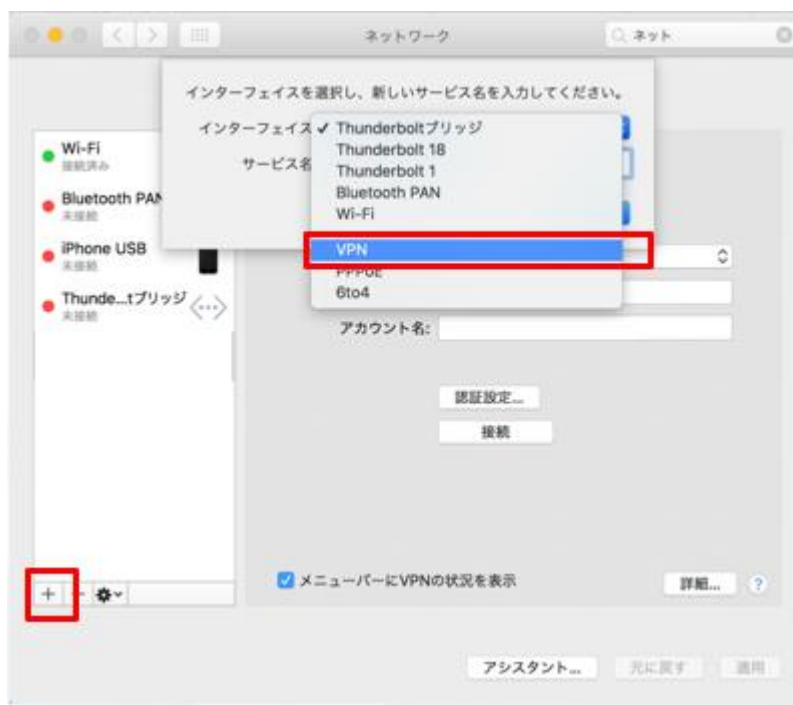 ネットワーク
ネット
インターフェイスを選択し、新しいサービス名を入力してください。
インターフェイス ✓ Thunderboltブリッジ
Thunderbolt 18
サービス名
Thunderbolt 1
Bluetooth PAN
Wi-Fi
VPN
PPPoE
6to4
Wi-Fi
接続済み
Bluetooth PAN
未接続
iPhone USB
未接続
Thunde...tブリッジ
未接続
アカウント名:
認証設定...
接続
メニューバーにVPNの状況を表示
詳細... ?
アシスタント... 元に戻す 適用